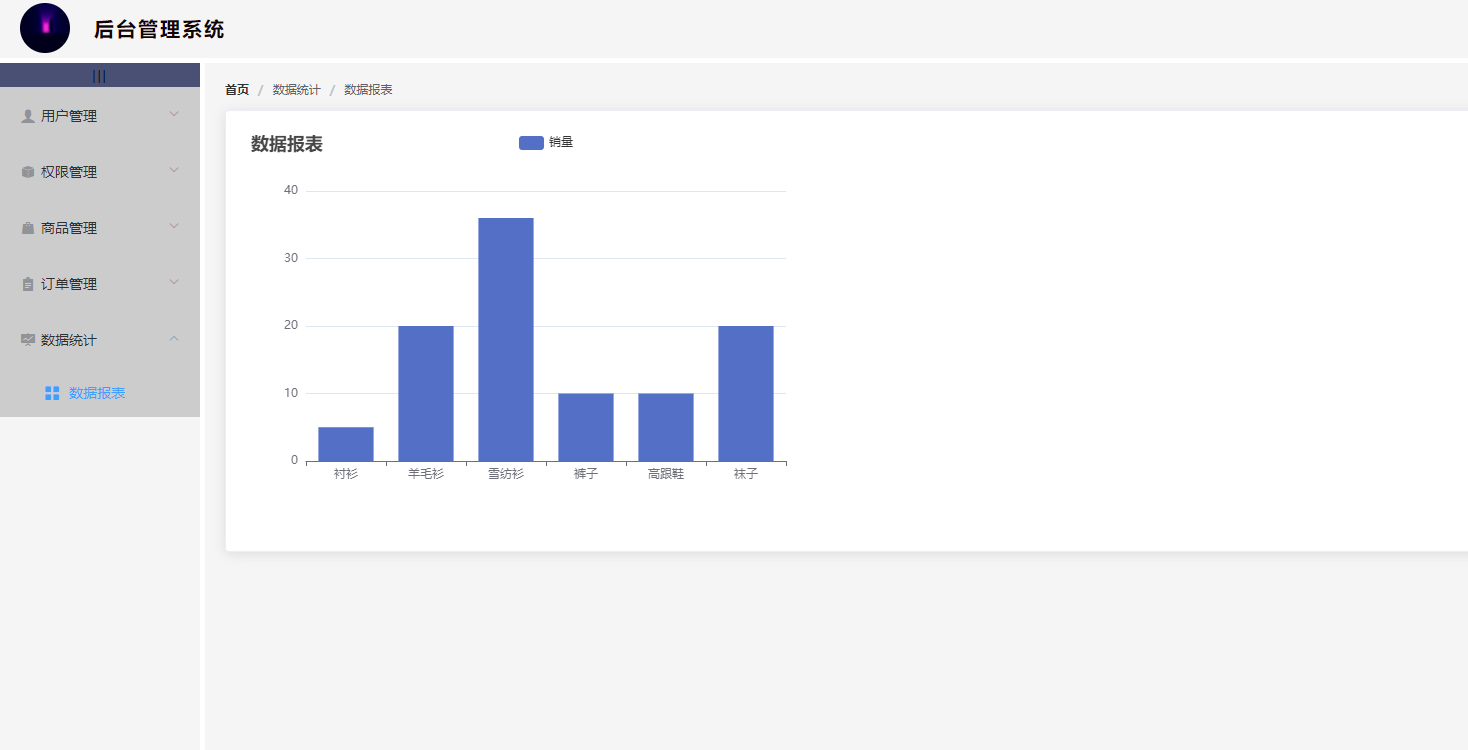 后台管理系统
|||
用户管理
权限管理
商品管理
订单管理
数据统计
数据报表
首页 / 数据统计 / 数据报表
数据报表
销量
40
30
20
10
0
衬衫 羊毛衫 雪纺衫 裤子 高跟鞋 袜子